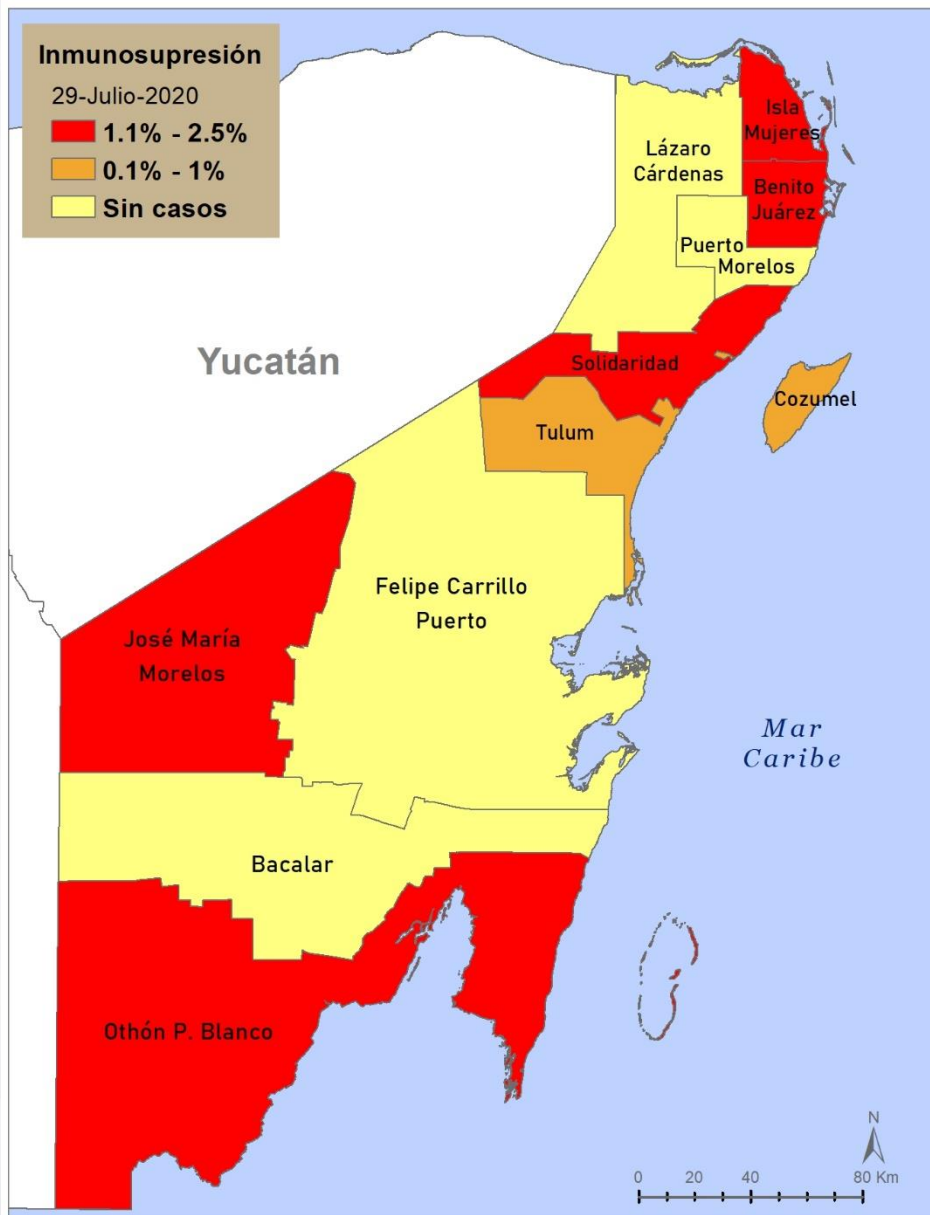 Inmunosupresión
29-Julio-2020
1.1% - 2.5%
0.1% - 1%
Sin casos
Isla
Mujeres
Lázaro
Cárdenas
Benito
Juárez
Puerto
Morelos
Yucatán
Solidaridad
Cozumel
Tulum
Felipe Carrillo
Puerto
José María
Morelos
Mar
Caribe
Bacalar
Othón P. Blanco
N
0 20 40 80 Km